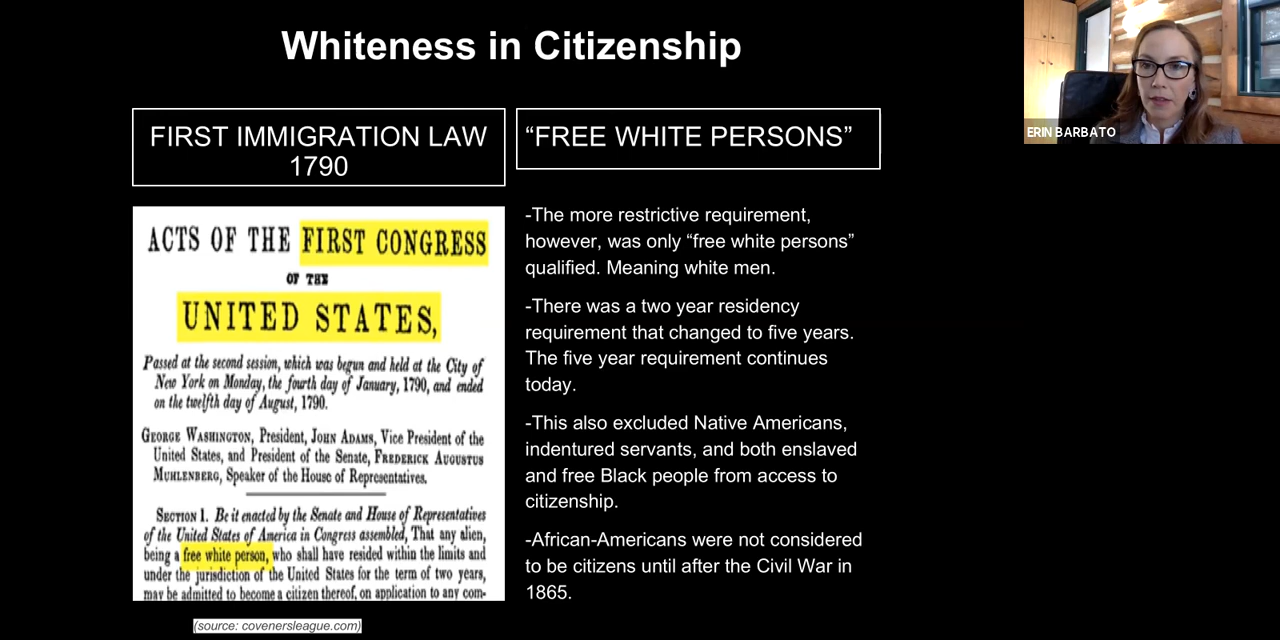 Whiteness in Citizenship
ERIN BARBATO
FIRST IMMIGRATION LAW
1790
“FREE WHITE PERSONS”
ACTS OF THE FIRST CONGRESS
OF THE
UNITED STATES,
Passed at the second session, which was begun and held at the City of
New York on Monday, the fourth day of January, 1790, and ended
on the twelfth day of August, 1790.
GEORGE WASHINGTON, President, JOHN ADAMS, Vice President of the
United States, and President of the Senate, FREDERICK AUGUSTUS
MUHLENBERG, Speaker of the House of Representatives.
SECTION 1. Be it enacted by the Senate and House of Representatives
of the United States of America in Congress assembled, That any alien,
being a free white person, who shall have resided within the limits and
under the jurisdiction of the United States for the term of two years,
may be admitted to become a citizen thereof, on application to any com-
(source: covenersleague.com)
-The more restrictive requirement,
however, was only “free white persons”
qualified. Meaning white men.
-There was a two year residency
requirement that changed to five years.
The five year requirement continues
today.
-This also excluded Native Americans,
indentured servants, and both enslaved
and free Black people from access to
citizenship.
-African-Americans were not considered
to be citizens until after the Civil War in
1865.